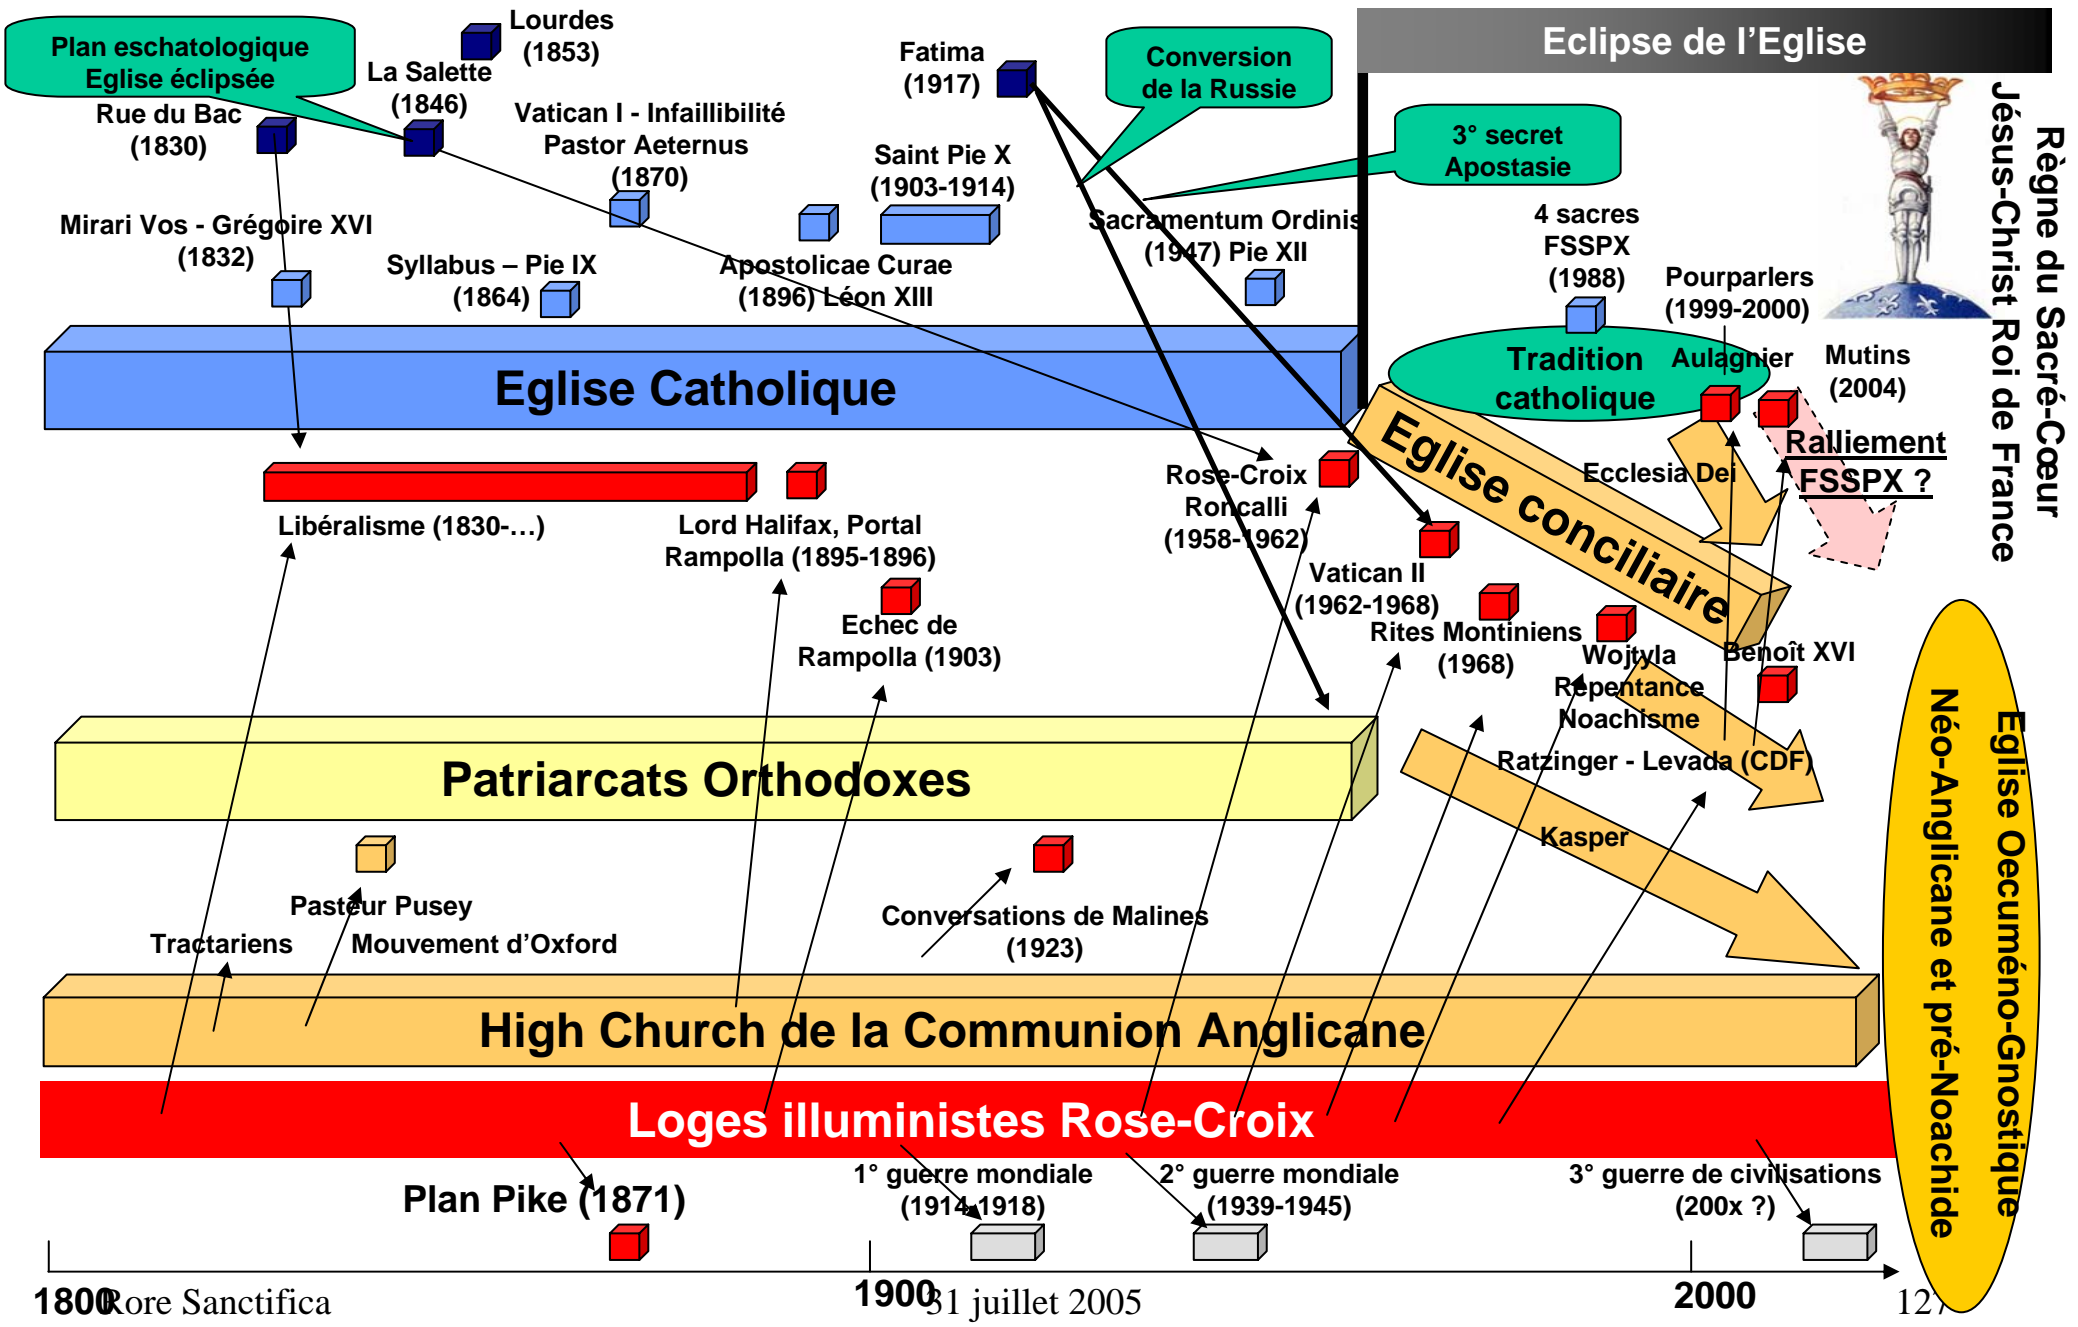 Lourdes
(1853)
Plan eschatologique
Eglise éclipsée
La Salette
(1846)
Rue du Bac
(1830)
Vatican I - Infaillibilité
Pastor Aeternus
(1870)
Fatima
(1917)
Conversion
de la Russie
Eclipse de l'Eglise
3° secret
Apostasie
Saint Pie X
(1903-1914)
Mirari Vos - Grégoire XVI
(1832)
Syllabus – Pie IX
(1864)
Apostolicae Curae
(1896) Léon XIII
Sacramentum Ordinis
(1947) Pie XII
4 sacres
FSSPX
(1988)
Pourparlers
(1999-2000)
Règne du Sacré-Cœur
Jésus-Christ Roi de France
Eglise Catholique
Tradition
catholique
Aulagnier
Mutins
(2004)
Ralliement
FSSPX ?
Ecclesia Dei
Eglise conciliaire
Libéralisme (1830-…)
Lord Halifax, Portal
Rampolla (1895-1896)
Rose-Croix
Roncalli
(1958-1962)
Echec de
Rampolla (1903)
Vatican II
(1962-1968)
Rites Montiniens
(1968)
Wojtyla
Repentance
Noachisme
Benoît XVI
Ratzinger - Levada (CDF)
Patriarcats Orthodoxes
Kasper
Pasteur Pusey
Tractariens
Mouvement d'Oxford
Conversations de Malines
(1923)
High Church de la Communion Anglicane
Loges illuministes Rose-Croix
Eglise Oecuméno-Gnostique
Néo-Anglicane et pré-Noachide
Plan Pike (1871)
1° guerre mondiale
(1914-1918)
2° guerre mondiale
(1939-1945)
3° guerre de civilisations
(200x ?)
1800
1900
2000
Rore Sanctifica
31 juillet 2005
127